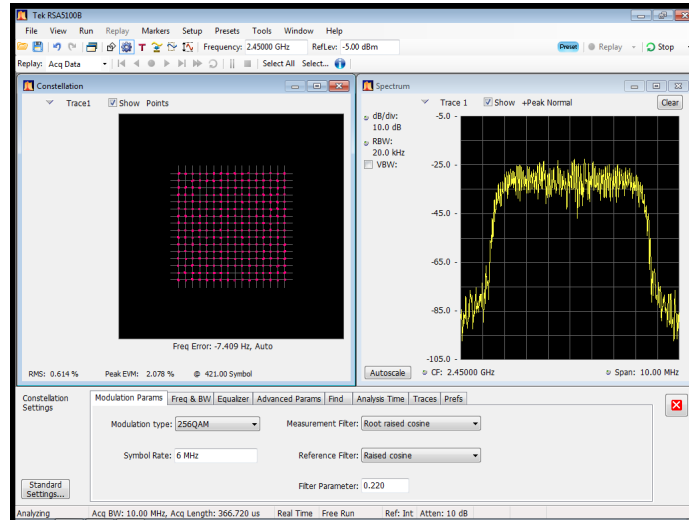 Tek RSA5100B
File View Run Replay Markers Setup Presets Tools Window Help
T Frequency: 2.45000 GHz RefLev: -5.00 dBm Preset Replay Stop
Replay: Acq Data Select All Select...
Constellation
Trace1 Show Points
Freq Error: -7.409 Hz, Auto
RMS: 0.614 % Peak EVM: 2.078 % @ 421.00 Symbol
Spectrum
Trace 1 Show +Peak Normal Clear
dB/div:
10.0 dB
RBW:
20.0 kHz
VBW:
-5.0
-25.0
-45.0
-65.0
-85.0
-105.0
Autoscale CF: 2.45000 GHz Span: 10.00 MHz
Constellation
Settings
Modulation Params Freq & BW Equalizer Advanced Params Find Analysis Time Traces Prefs
Modulation type: 256QAM Measurement Filter: Root raised cosine
Symbol Rate: 6 MHz Reference Filter: Raised cosine
Filter Parameter: 0.220
Standard
Settings...
Analyzing Acq BW: 10.00 MHz, Acq Length: 366.720 us Real Time Free Run Ref: Int Atten: 10 dB